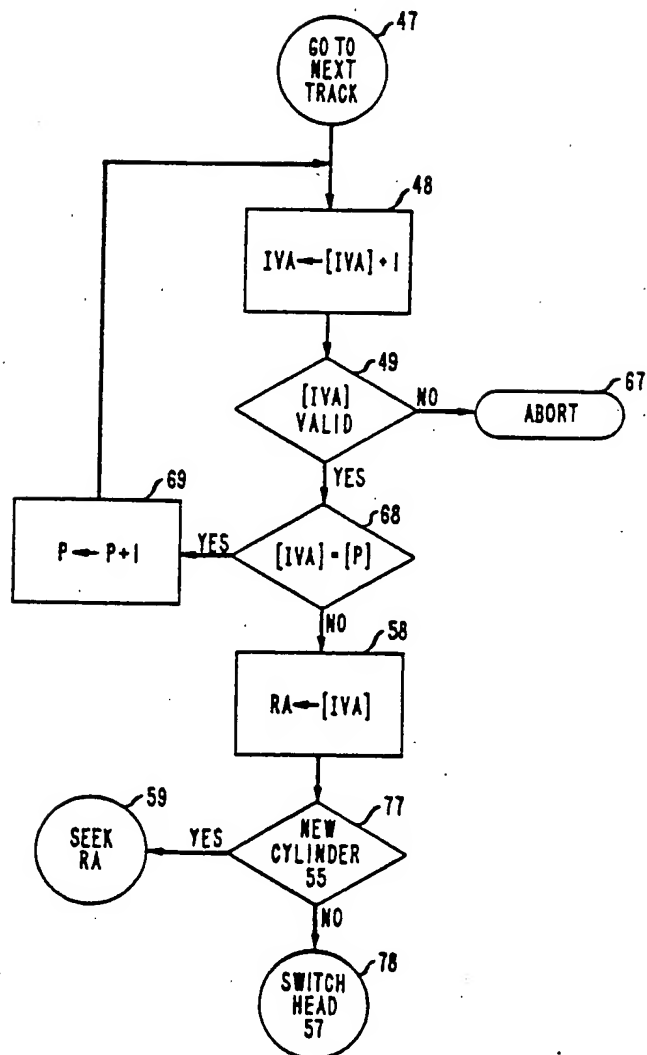 47
GO TO
NEXT
TRACK
48
IVA←[IVA]+1
49
[IVA]
VALID
NO
67
ABORT
YES
69
68
P←P+1
YES
[IVA]=[P]
NO
58
RA←[IVA]
59
77
SEEK
RA
YES
NEW
CYLINDER
55
NO
78
SWITCH
HEAD
57